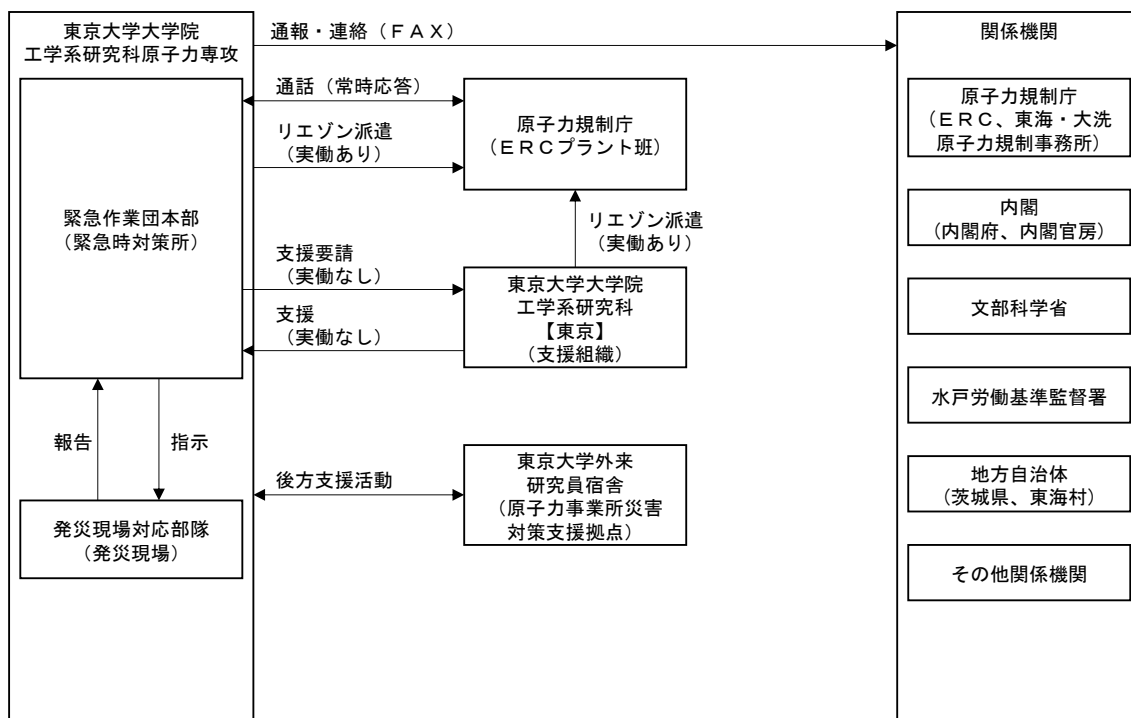 東京大学大学院
工学系研究科原子力専攻
通報・連絡（ＦＡＸ）
関係機関
通話（常時応答）
リエゾン派遣
（実働あり）
原子力規制庁
（ＥＲＣプラント班）
原子力規制庁
（ＥＲＣ、東海・大洗
原子力規制事務所）
緊急作業団本部
（緊急時対策所）
リエゾン派遣
（実働あり）
内閣
（内閣府、内閣官房）
支援要請
（実働なし）
支援
（実働なし）
東京大学大学院
工学系研究科
【東京】
（支援組織）
文部科学省
水戸労働基準監督署
報告
指示
後方支援活動
東京大学外来
研究員宿舎
（原子力事業所災害
対策支援拠点）
地方自治体
（茨城県、東海村）
発災現場対応部隊
（発災現場）
その他関係機関